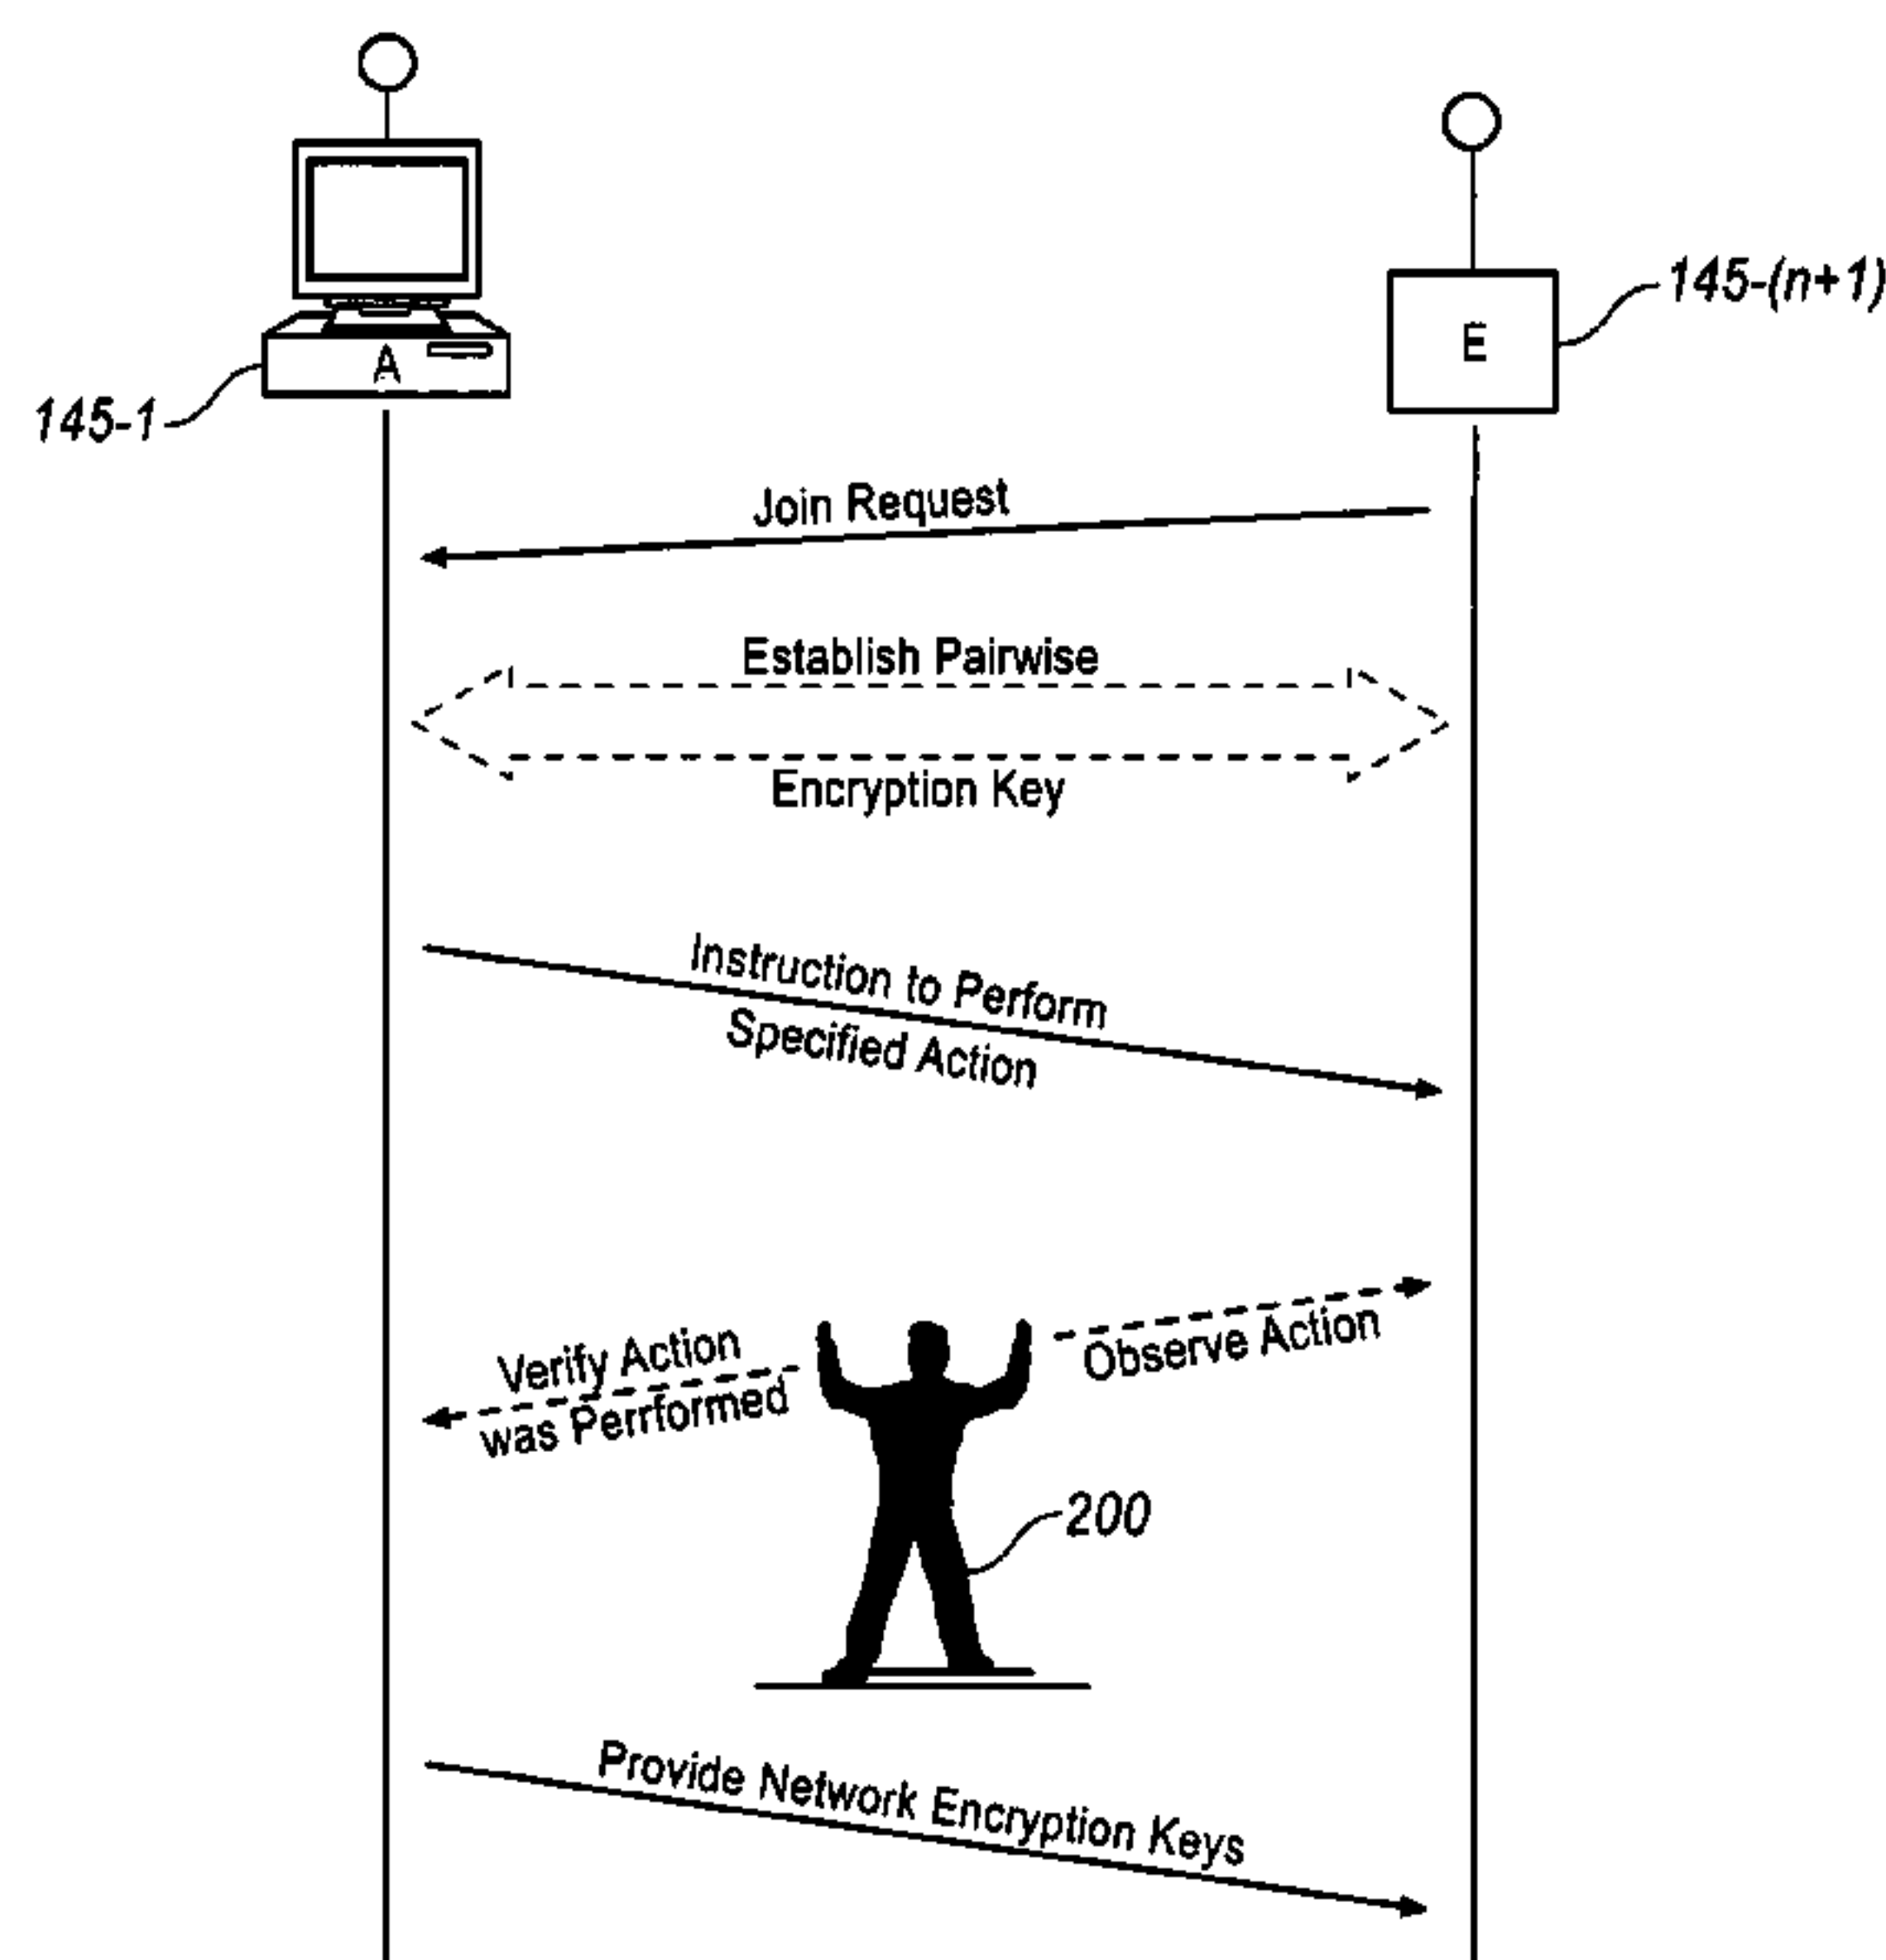 145-(n+1)
E
A
145-1
Join Request
Establish Pairwise
Encryption Key
Instruction to Perform
Specified Action
Observe Action
Verify Action
was Perrformed
200
Provide Network Encryption Keys